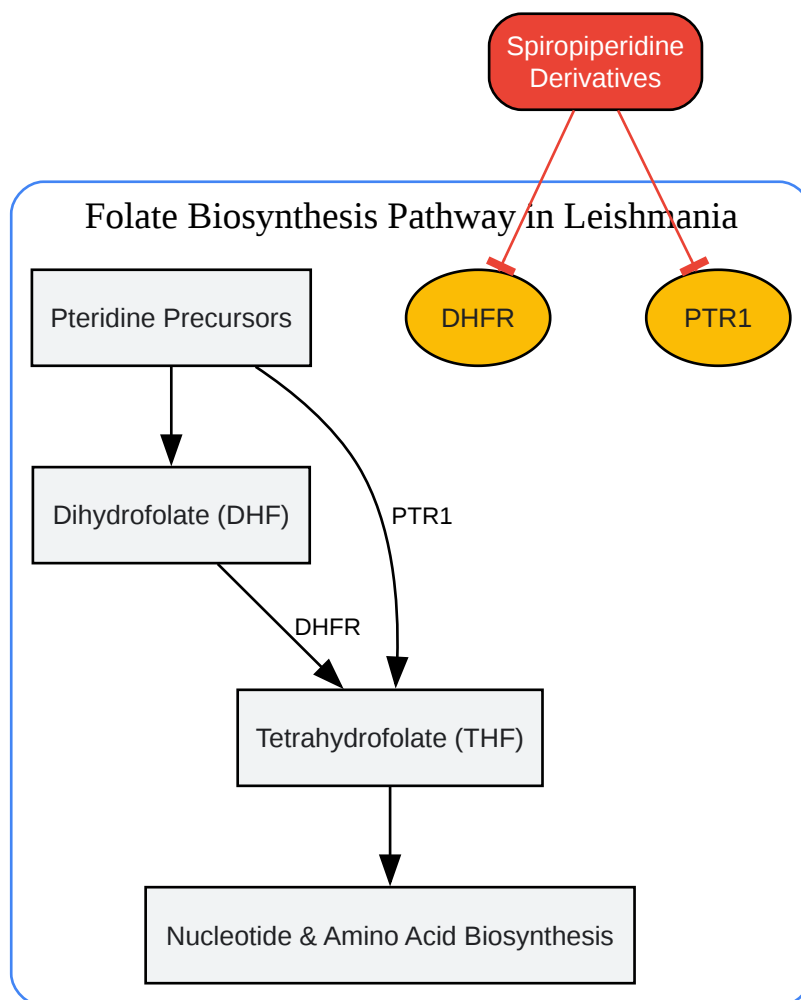 Spiropiperidine
Derivatives
Folate Biosynthesis Pathway in Leishmania
Pteridine Precursors
DHFR
PTR1
Dihydrofolate (DHF)
PTR1
DHFR
Tetrahydrofolate (THF)
Nucleotide & Amino Acid Biosynthesis